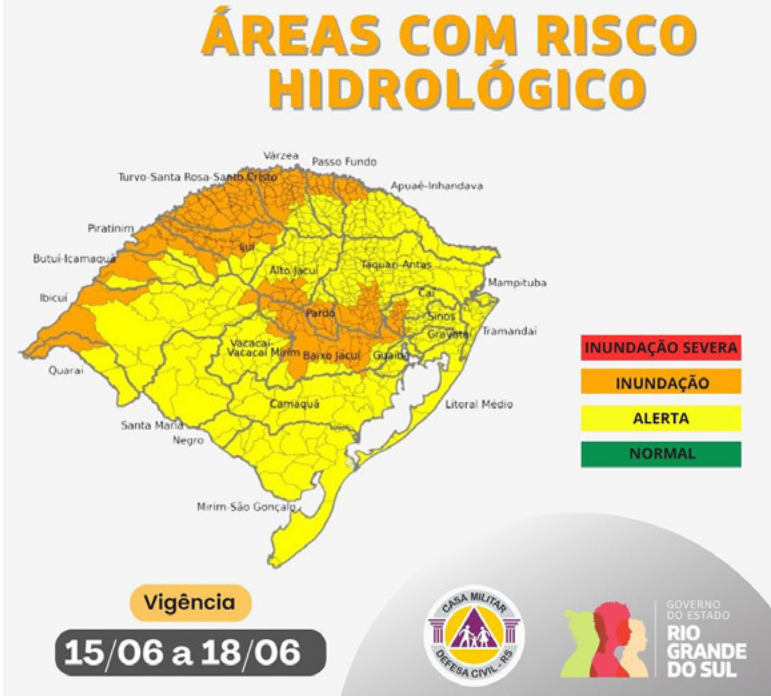 ÁREAS COM RISCO
HIDROLÓGICO
Várzea
Passo Fundo
Turvo-Santa Rosa-Santo Cristo
Apuaê-Inhandava
Piratinim
Ijuí
Butuí-Icamaquã
Alto Jacuí
Taquari-Antas
Mampituba
Ibicuí
Caí
Pardo
Sinos
Gravataí
Tramandaí
Vacacaí-
Vacacaí Mirim
Baixo Jacuí
Guaíba
Quaraí
Camaquã
Litoral Médio
Santa Maria
Negro
Mirim-São Gonçalo
INUNDAÇÃO SEVERA
INUNDAÇÃO
ALERTA
NORMAL
Vigência
15/06 a 18/06
CASA MILITAR
DEFESA CIVIL - RS
GOVERNO
DO ESTADO
RIO
GRANDE
DO SUL